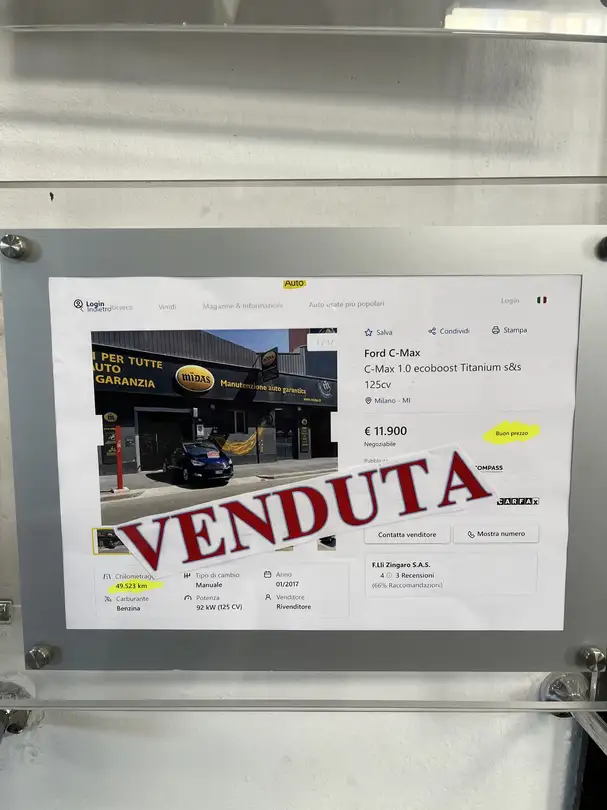 Auto
Login
Indietro
Vendi
Magazine & Informazioni
Auto usate più popolari
Login
I PER TUTTE
AUTO
GARANZIA
MIDAS
Manutenzione auto garantita
www.midas.it
Salva
Condividi
Stampa
Ford C-Max
C-Max 1.0 ecoboost Titanium s&s
125cv
Milano - MI
€ 11.900
Negoziabile
Buon prezzo
CARFAX
VENDUTA
Contatta venditore
Mostra numero
Tipo di cambio
Manuale
Anno
01/2017
49.523 km
Carburante
Benzina
Potenza
92 kW (125 CV)
Venditore
Rivenditore
F.Lli Zingaro S.A.S.
4 3 Recensioni
(66% Raccomandazioni)